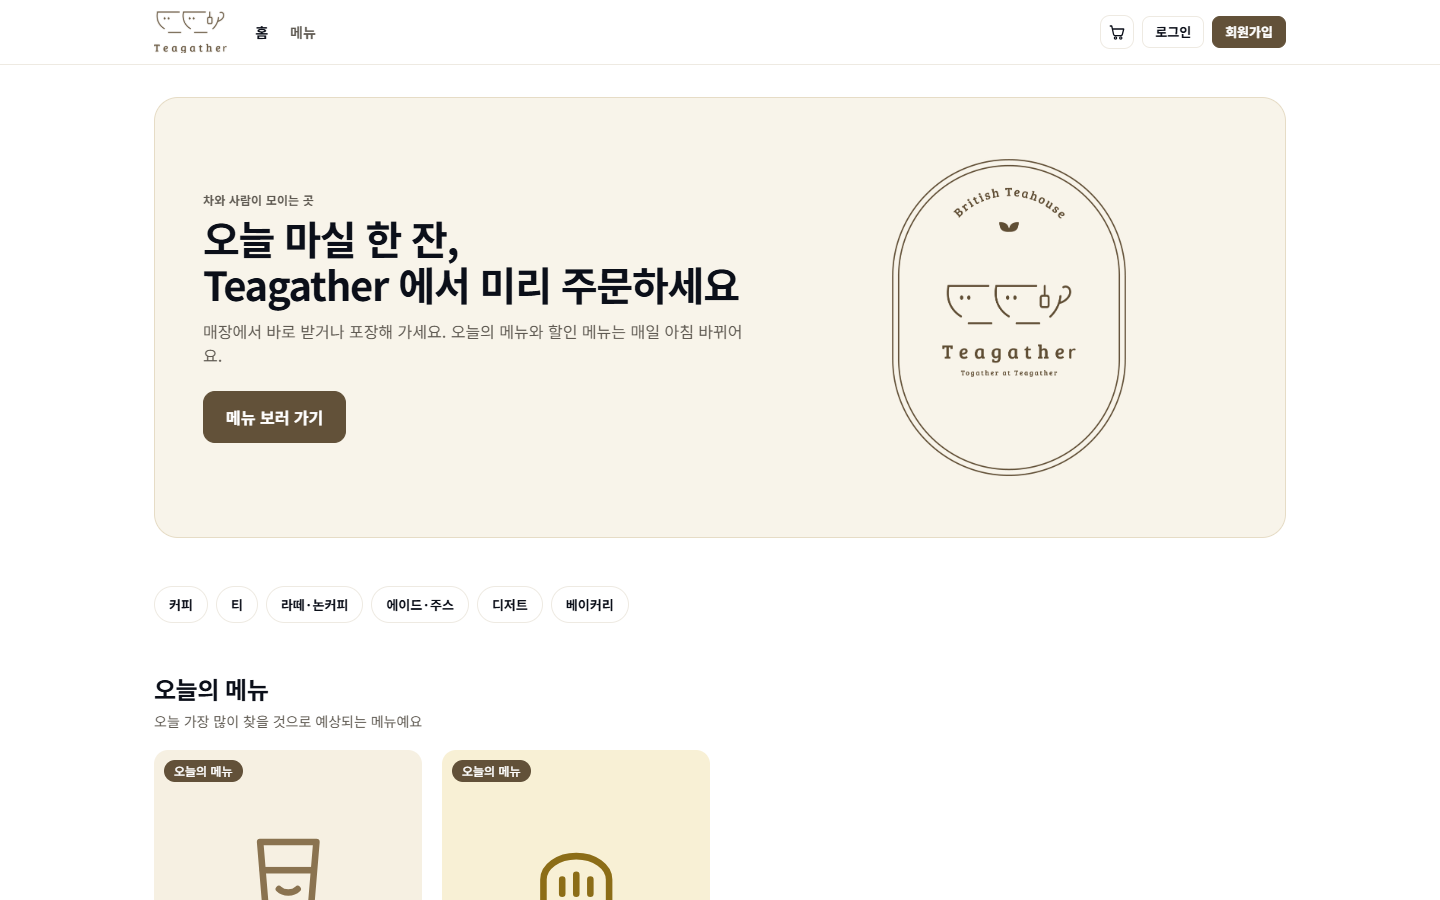 Teagather
홈
메뉴
로그인
회원가입
차와 사람이 모이는 곳
오늘 마실 한 잔,
Teagather 에서 미리 주문하세요
매장에서 바로 받거나 포장해 가세요. 오늘의 메뉴와 할인 메뉴는 매일 아침 바뀌어
요.
메뉴 보러 가기
British Teahouse
Teagather
Togather at Teagather
커피
티
라떼·논커피
에이드·주스
디저트
베이커리
오늘의 메뉴
오늘 가장 많이 찾을 것으로 예상되는 메뉴예요
오늘의 메뉴
오늘의 메뉴